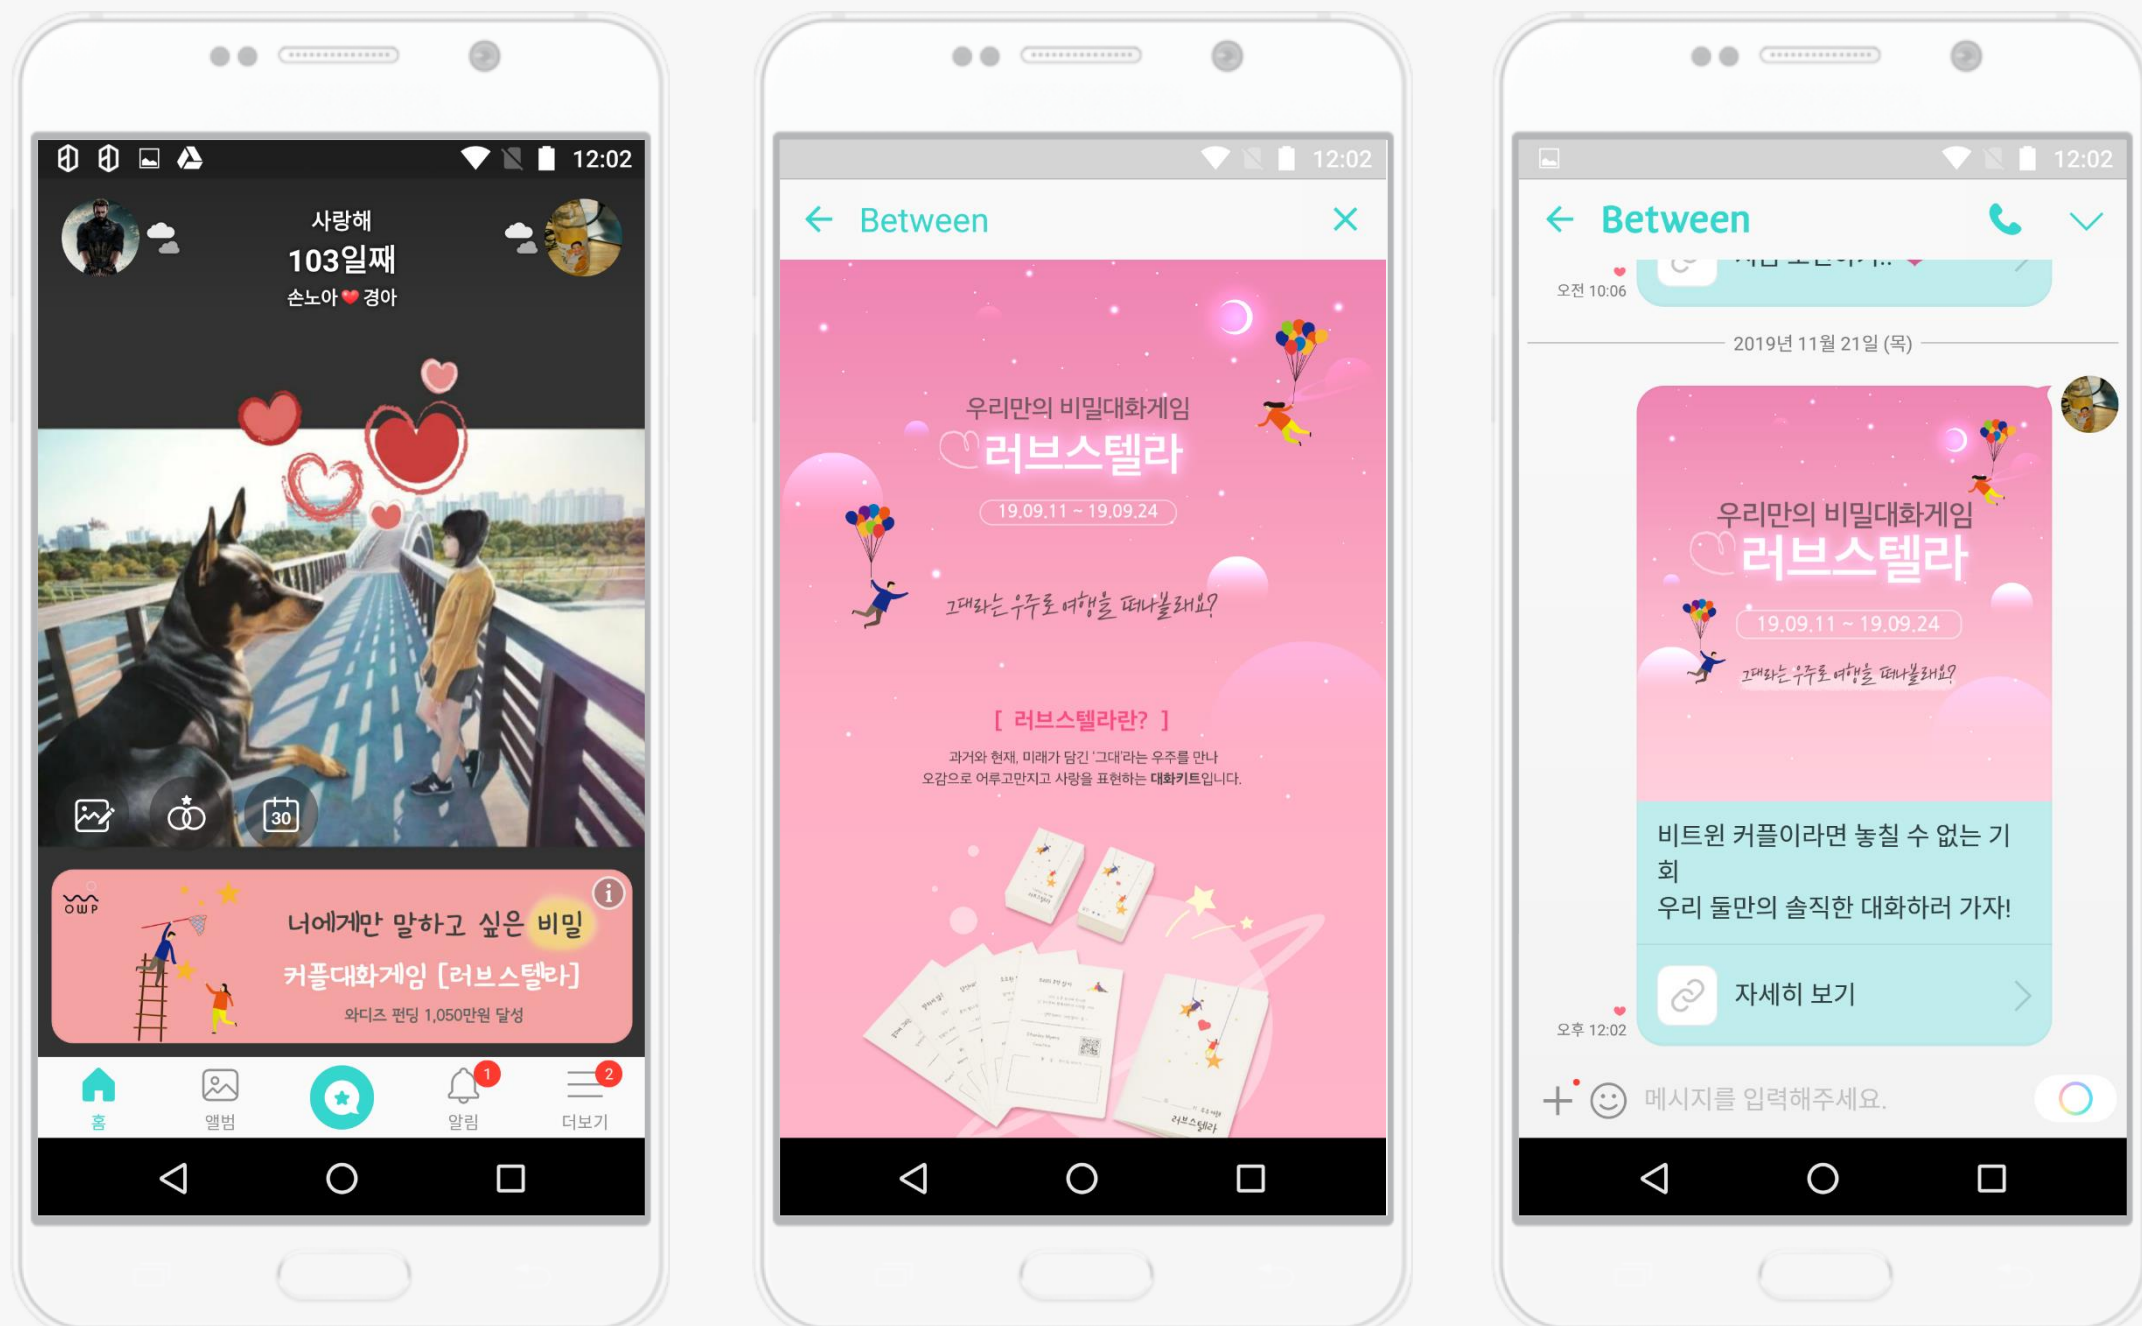 12:02
사랑해
103일째
손노아❤경아
30
OWP
너에게만 말하고 싶은 비밀
커플대화게임 [러브스텔라]
와디즈 펀딩 1,050만원 달성
홈
앨범
1
알림
2
더보기
12:02
Between
우리만의 비밀대화게임
러브스텔라
19.09.11 ~ 19.09.24
그대라는 우주로 여행을 떠나볼래요?
[ 러브스텔라란? ]
과거와 현재, 미래가 담긴 '그대'라는 우주를 만나
오감으로 어루고만지고 사랑을 표현하는 대화키트입니다.
러브스텔라
12:02
Between
오전 10:06
2019년 11월 21일 (목)
우리만의 비밀대화게임
러브스텔라
19.09.11 ~ 19.09.24
그대라는 우주로 여행을 떠나볼래요?
비트윈 커플이라면 놓칠 수 없는 기
회
우리 둘만의 솔직한 대화하러 가자!
자세히 보기
오후 12:02
메시지를 입력해주세요.